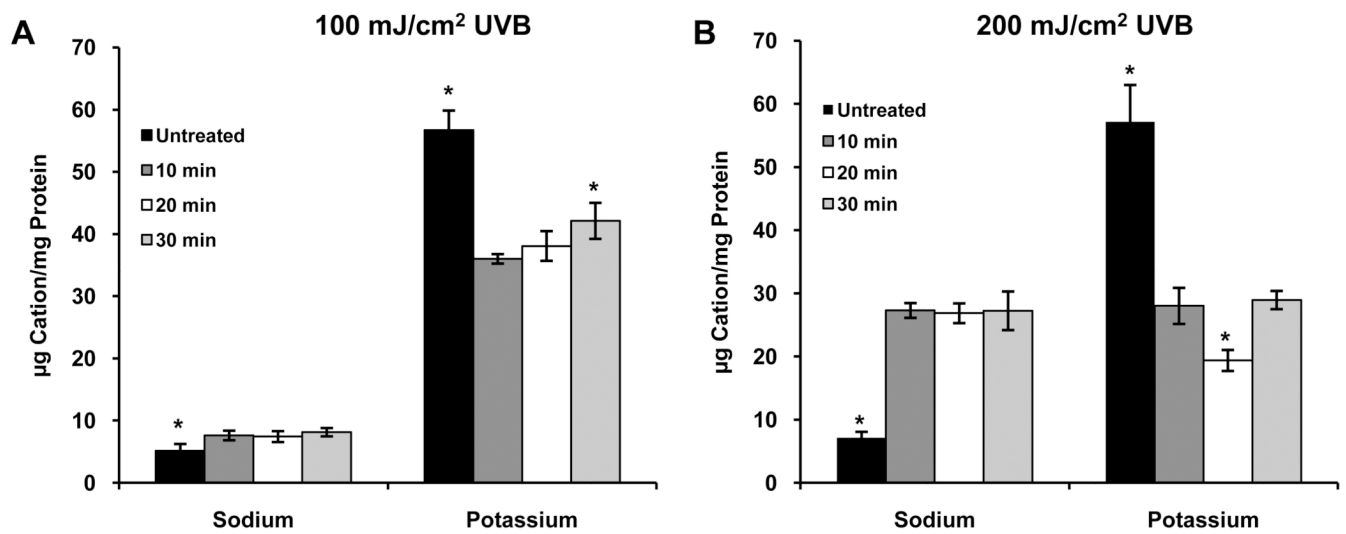 A
100 mJ/cm² UVB
70
60
50
40
30
20
10
0
µg Cation/mg Protein
Untreated
10 min
20 min
30 min
*
*
*
Sodium
Potassium
B
200 mJ/cm² UVB
70
60
50
40
30
20
10
0
µg Cation/mg Protein
Untreated
10 min
20 min
30 min
*
*
*
Sodium
Potassium